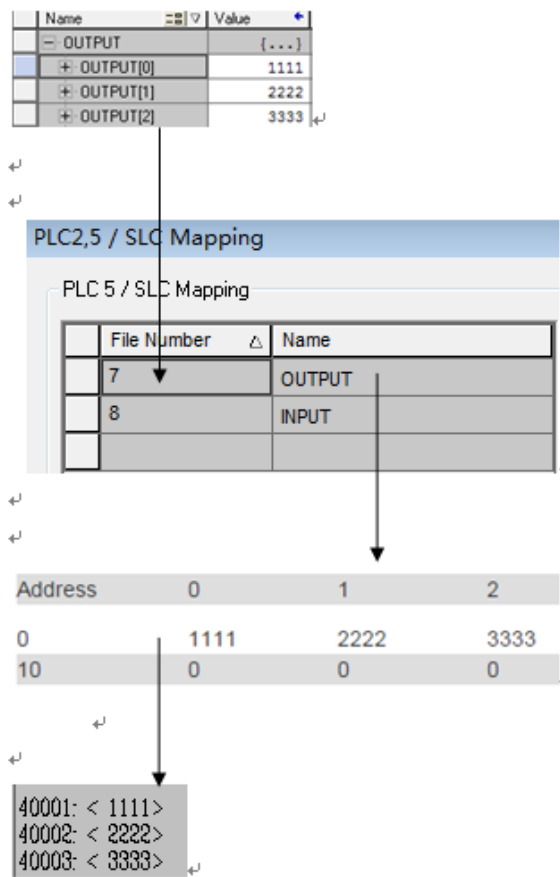 Name Value
OUTPUT {...}
OUTPUT[0] 1111
OUTPUT[1] 2222
OUTPUT[2] 3333
PLC2,5 / SLC Mapping
PLC 5 / SLC Mapping
File Number Name
7 OUTPUT
8 INPUT
Address 0 1 2
0 1111 2222 3333
10 0 0 0
40001: < 1111>
40002: < 2222>
40003: < 3333>